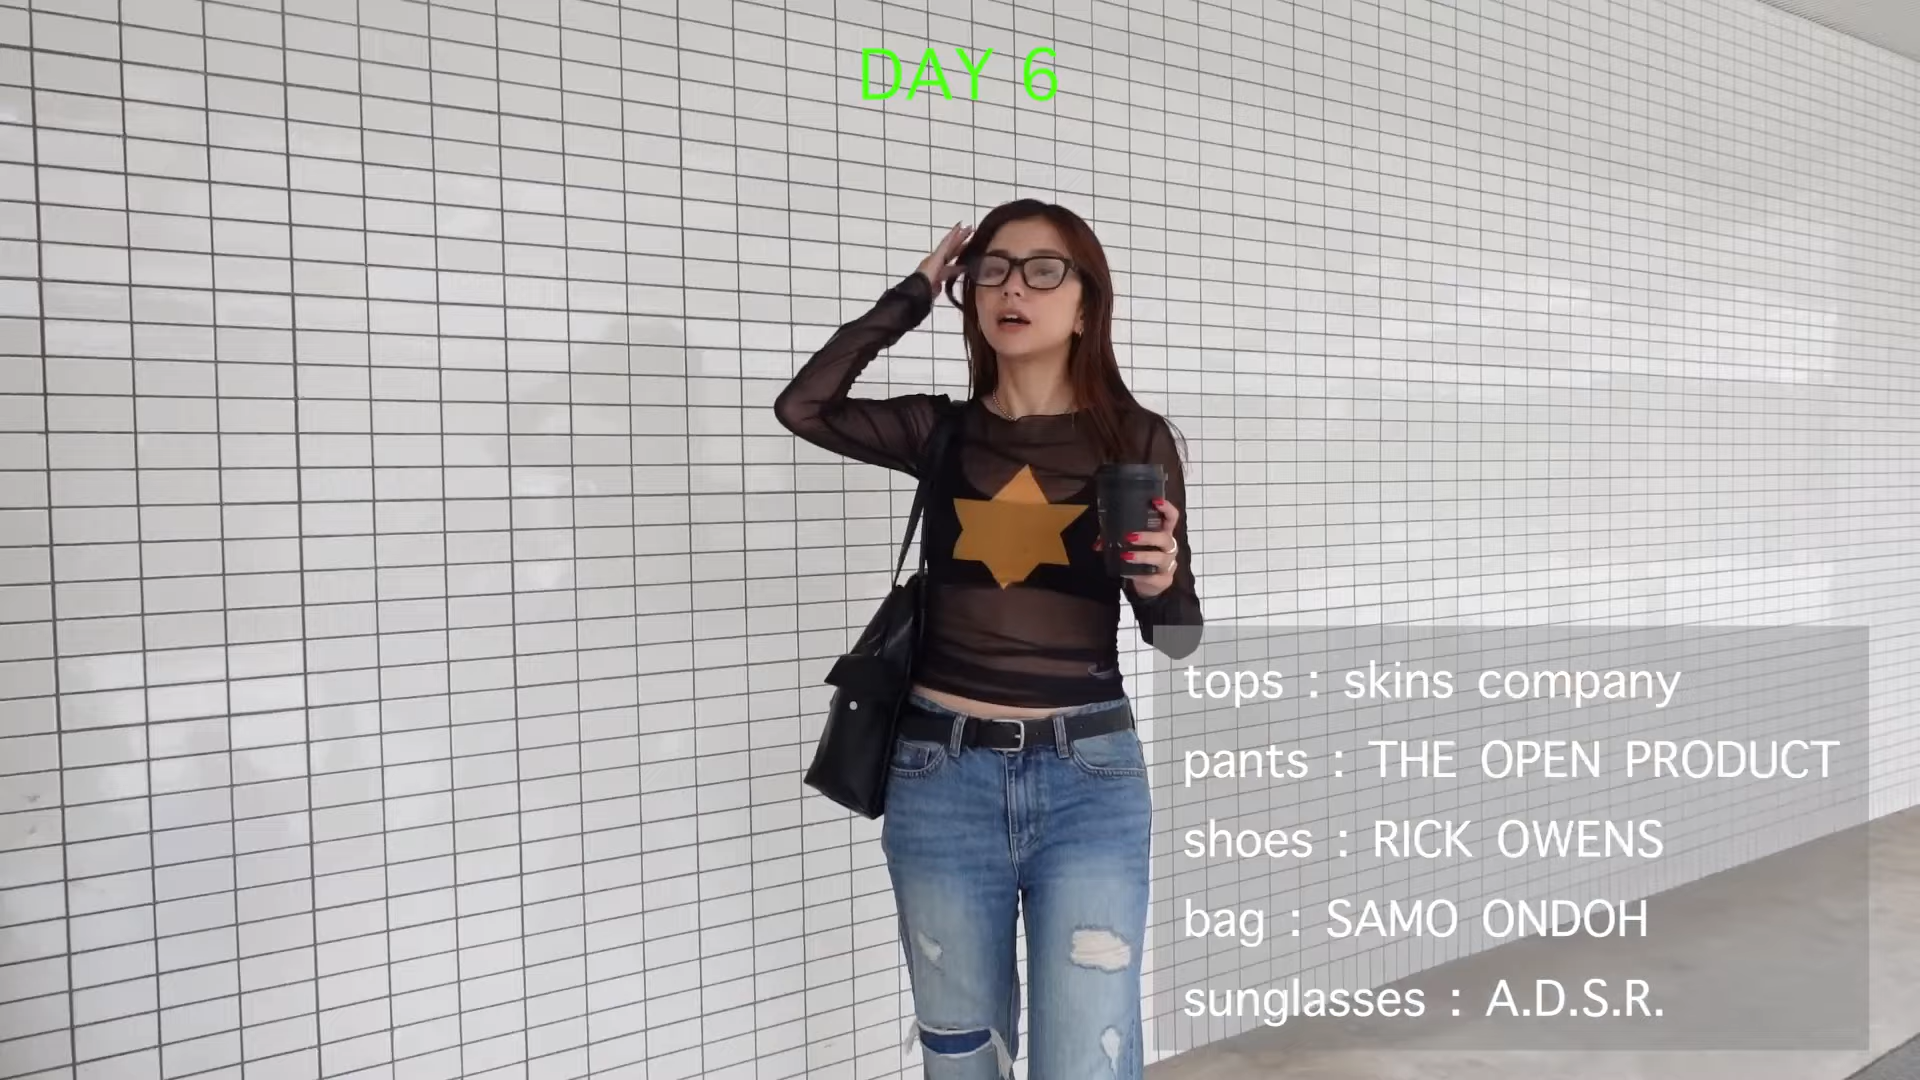 DAY 6
tops : skins company
pants : THE OPEN PRODUCT
shoes : RICK OWENS
bag : SAMO ONDOH
sunglasses : A.D.S.R.